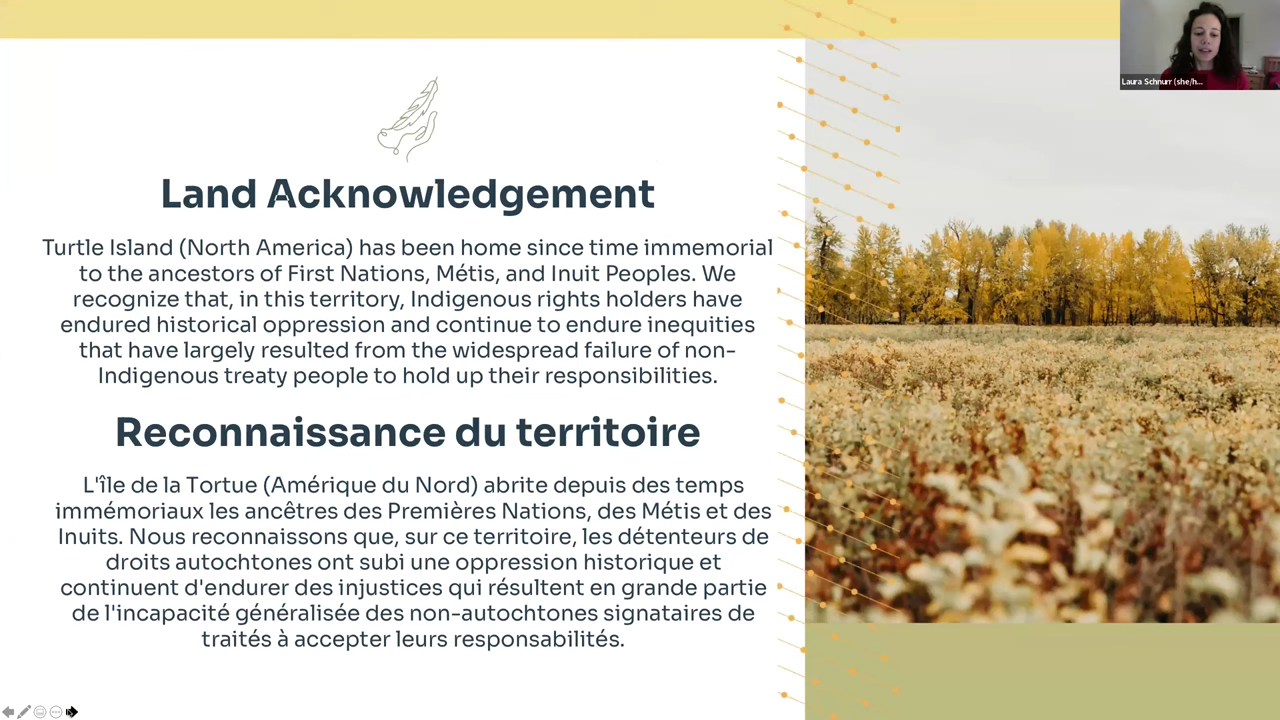 Laura Schnurr (she/h...
Land Acknowledgement
Turtle Island (North America) has been home since time immemorial
to the ancestors of First Nations, Métis, and Inuit Peoples. We
recognize that, in this territory, Indigenous rights holders have
endured historical oppression and continue to endure inequities
that have largely resulted from the widespread failure of non-
Indigenous treaty people to hold up their responsibilities.
Reconnaissance du territoire
L'île de la Tortue (Amérique du Nord) abrite depuis des temps
immémoriaux les ancêtres des Premières Nations, des Métis et des
Inuits. Nous reconnaissons que, sur ce territoire, les détenteurs de
droits autochtones ont subi une oppression historique et
continuent d'endurer des injustices qui résultent en grande partie
de l'incapacité généralisée des non-autochtones signataires de
traités à accepter leurs responsabilités.